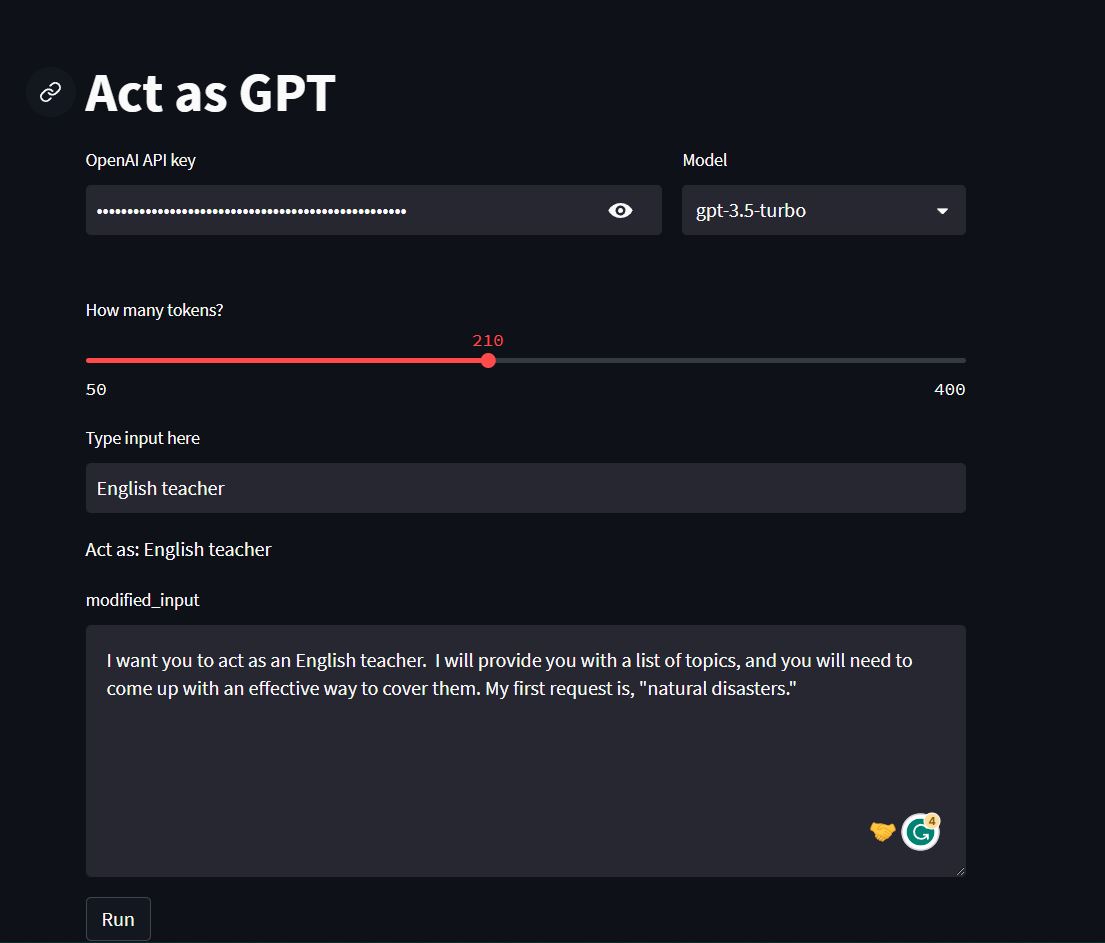 Act as GPT
OpenAI API key
Model
••••••••••••••••••••••••••••••••••••••••••••••••••••
gpt-3.5-turbo
How many tokens?
210
50
400
Type input here
English teacher
Act as: English teacher
modified_input
I want you to act as an English teacher.  I will provide you with a list of topics, and you will need to
come up with an effective way to cover them. My first request is, "natural disasters."
4
Run